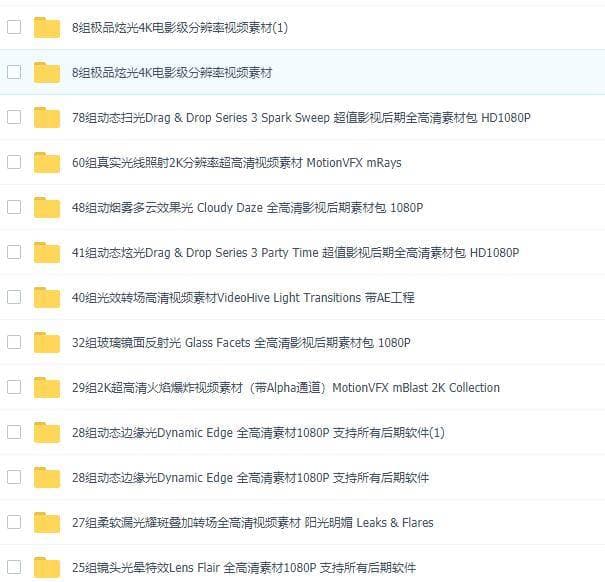 8组极品炫光4K电影级分辨率视频素材(1)
8组极品炫光4K电影级分辨率视频素材
78组动态扫光Drag & Drop Series 3 Spark Sweep 超值影视后期全高清素材包 HD1080P
60组真实光线照射2K分辨率超高清视频素材 MotionVFX mRays
48组动烟雾多云效果光 Cloudy Daze 全高清影视后期素材包 1080P
41组动态炫光Drag & Drop Series 3 Party Time 超值影视后期全高清素材包 HD1080P
40组光效转场高清视频素材VideoHive Light Transitions 带AE工程
32组玻璃镜面反射光 Glass Facets 全高清影视后期素材包 1080P
29组2K超高清火焰爆炸视频素材（带Alpha通道）MotionVFX mBlast 2K Collection
28组动态边缘光Dynamic Edge 全高清素材1080P 支持所有后期软件(1)
28组动态边缘光Dynamic Edge 全高清素材1080P 支持所有后期软件
27组柔软漏光耀斑叠加转场全高清视频素材 阳光明媚 Leaks & Flares
25组镜头光晕特效Lens Flair 全高清素材1080P 支持所有后期软件